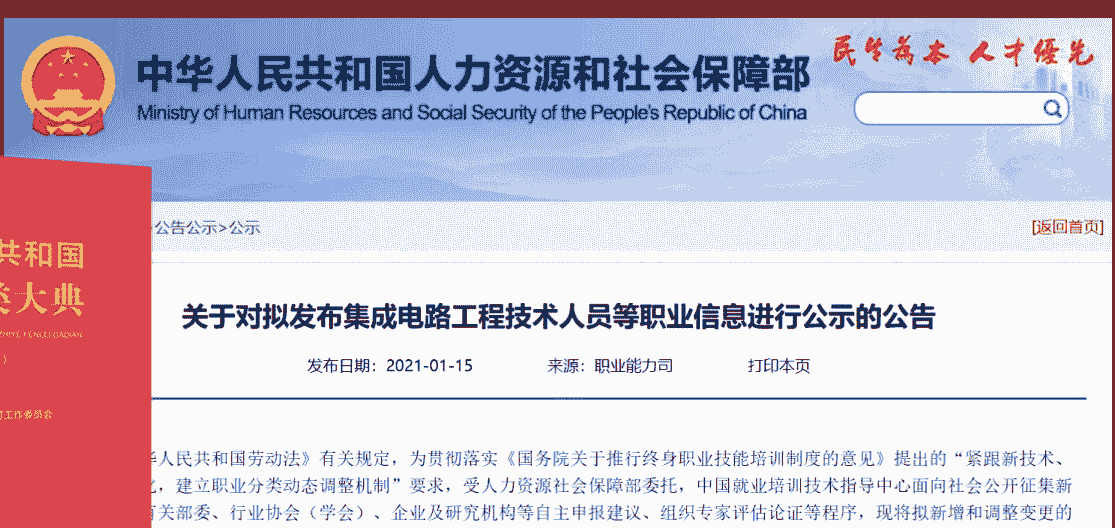 民生为本 人才優先
中华人民共和国人力资源和社会保障部
Ministry of Human Resources and Social Security of the People's Republic of China
公告公示>公示
[返回首页]
共和国
类大典
关于对拟发布集成电路工程技术人员等职业信息进行公示的公告
发布日期：2021-01-15 来源：职业能力司 打印本页
工作委员会
华人民共和国劳动法》有关规定，为贯彻落实《国务院关于推行终身职业技能培训制度的意见》提出的“紧跟新技术、
，建立职业分类动态调整机制”要求，受人力资源社会保障部委托，中国就业培训技术指导中心面向社会公开征集新
有关部委、行业协会（学会）、企业及研究机构等自主申报建议、组织专家评估论证等程序，现将拟新增和调整变更的